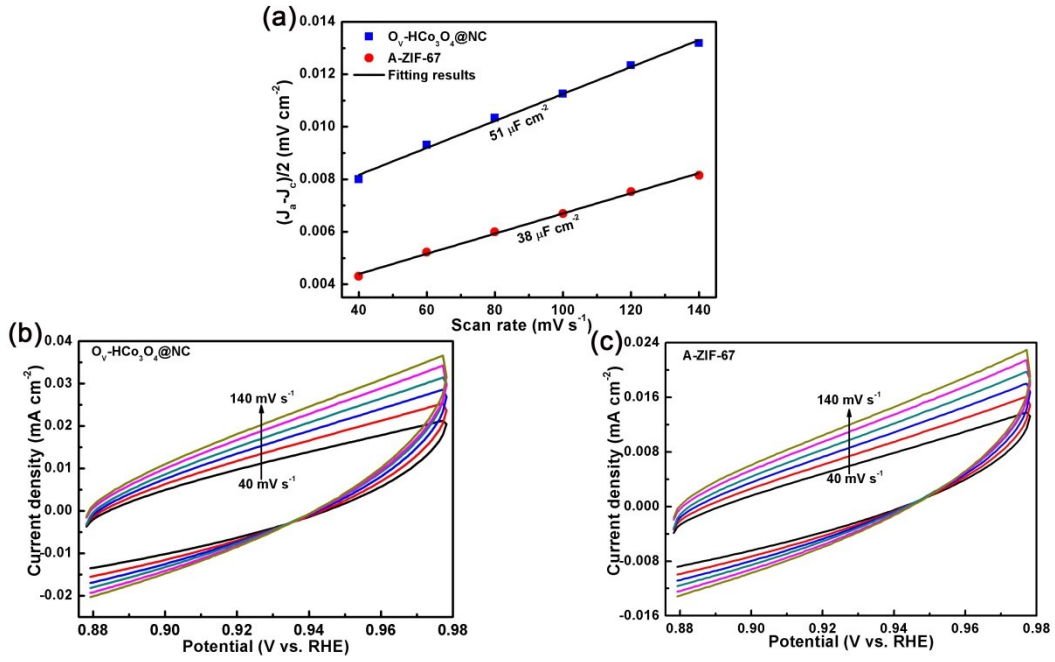 (a)
0.014
0.012
0.010
0.008
0.006
0.004
(Jₐ-J꜀)/2 (mV cm⁻²)
Oᵥ-HCo₃O₄@NC
A-ZIF-67
Fitting results
51 μF cm⁻²
38 μF cm⁻²
40 60 80 100 120 140
Scan rate (mV s⁻¹)
(b)
0.04
0.03
0.02
0.01
0.00
-0.01
-0.02
Current density (mA cm⁻²)
Oᵥ-HCo₃O₄@NC
140 mV s⁻¹
40 mV s⁻¹
0.88 0.90 0.92 0.94 0.96 0.98
Potential (V vs. RHE)
(c)
0.024
0.016
0.008
0.000
-0.008
-0.016
Current density (mA cm⁻²)
A-ZIF-67
140 mV s⁻¹
40 mV s⁻¹
0.88 0.90 0.92 0.94 0.96 0.98
Potential (V vs. RHE)